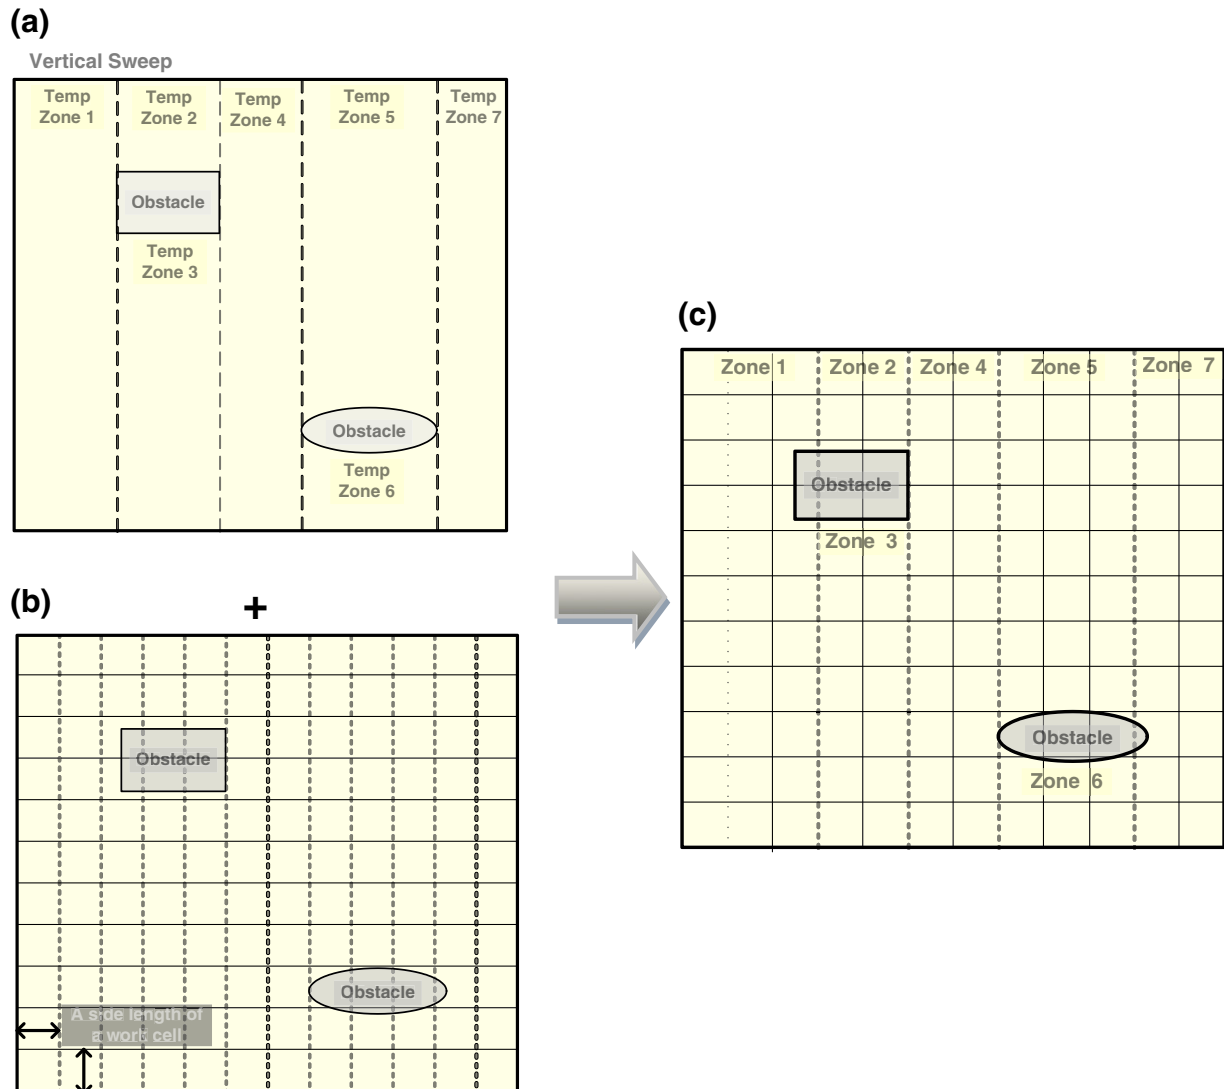 (a)
Vertical Sweep
Temp
Zone 1
Temp
Zone 2
Temp
Zone 4
Temp
Zone 5
Temp
Zone 7
Obstacle
Temp
Zone 3
Obstacle
Temp
Zone 6
(b)
+
Obstacle
Obstacle
A side length of
a work cell
(c)
Zone 1
Zone 2
Zone 4
Zone 5
Zone 7
Obstacle
Zone 3
Obstacle
Zone 6